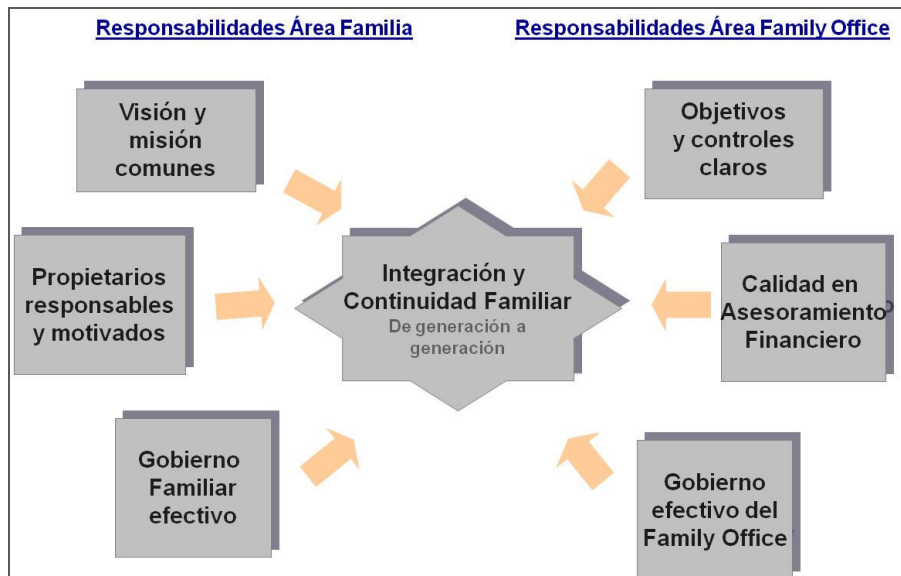 Responsabilidades Área Familia
Responsabilidades Área Family Office
Visión y
misión
comunes
Objetivos
y controles
claros
Propietarios
responsables
y motivados
Integración y
Continuidad Familiar
De generación a
generación
Calidad en
Asesoramiento
Financiero
Gobierno
Familiar
efectivo
Gobierno
efectivo del
Family Office